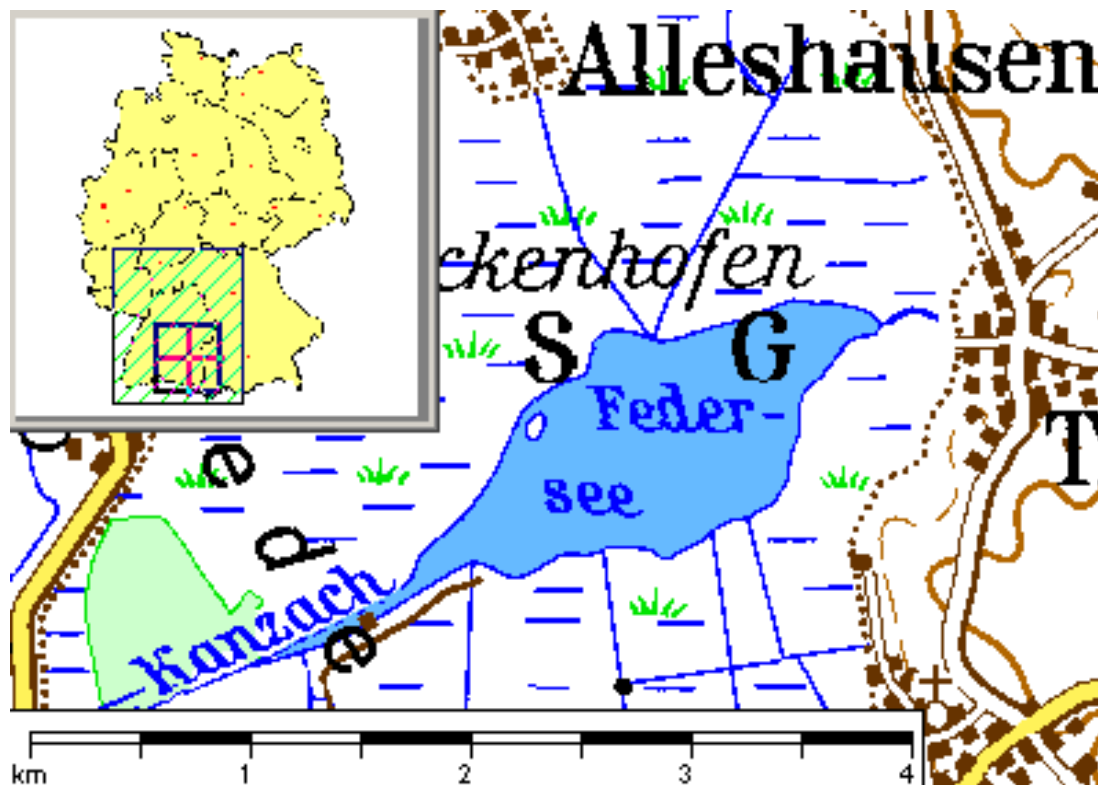 Alleshausen
ckenhofen
S G
Feder-
see
e
d
e
Kanzach
T
km 1 2 3 4